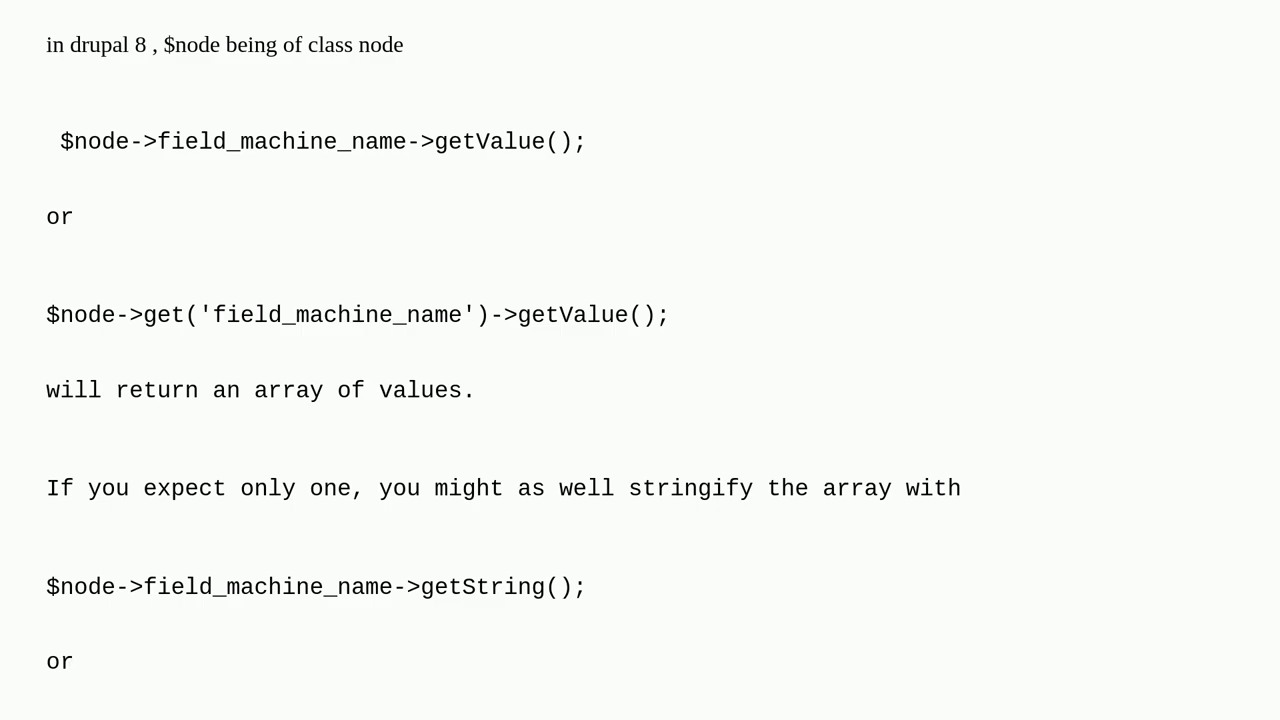 in drupal 8 , $node being of class node
$node->field_machine_name->getValue();
or
$node->get('field_machine_name')->getValue();
will return an array of values.
If you expect only one, you might as well stringify the array with
$node->field_machine_name->getString();
or